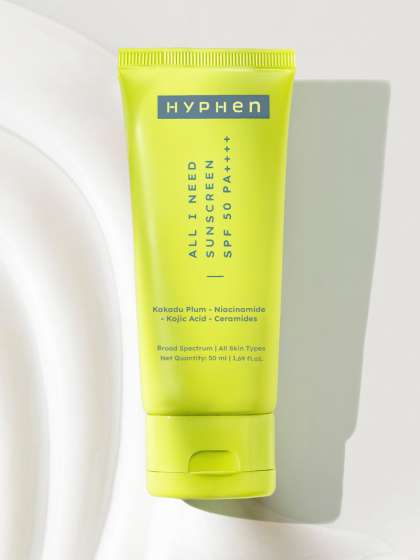 HYPHEN
ALL I NEED
SUNSCREEN
SPF 50 PA++++
Kakadu Plum - Niacinamide
- Kojic Acid - Ceramides
Broad Spectrum | All Skin Types
Net Quantity: 50 ml | 1.69 fl.oz.